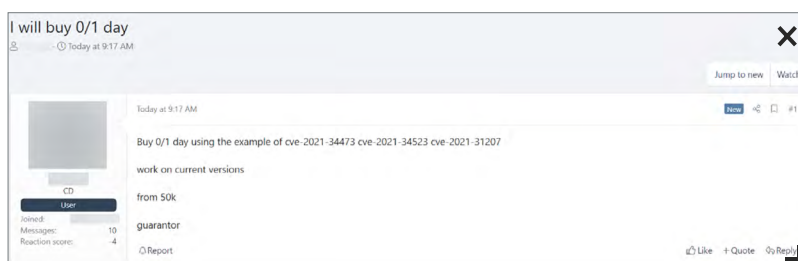 I will buy 0/1 day
Today at 9:17 AM
Jump to new Watch
Today at 9:17 AM New #1
Buy 0/1 day using the example of cve-2021-34473 cve-2021-34523 cve-2021-31207
work on current versions
from 50k
guarantor
CD
User
Joined:
Messages: 10
Reaction score: -4
Report Like + Quote Reply